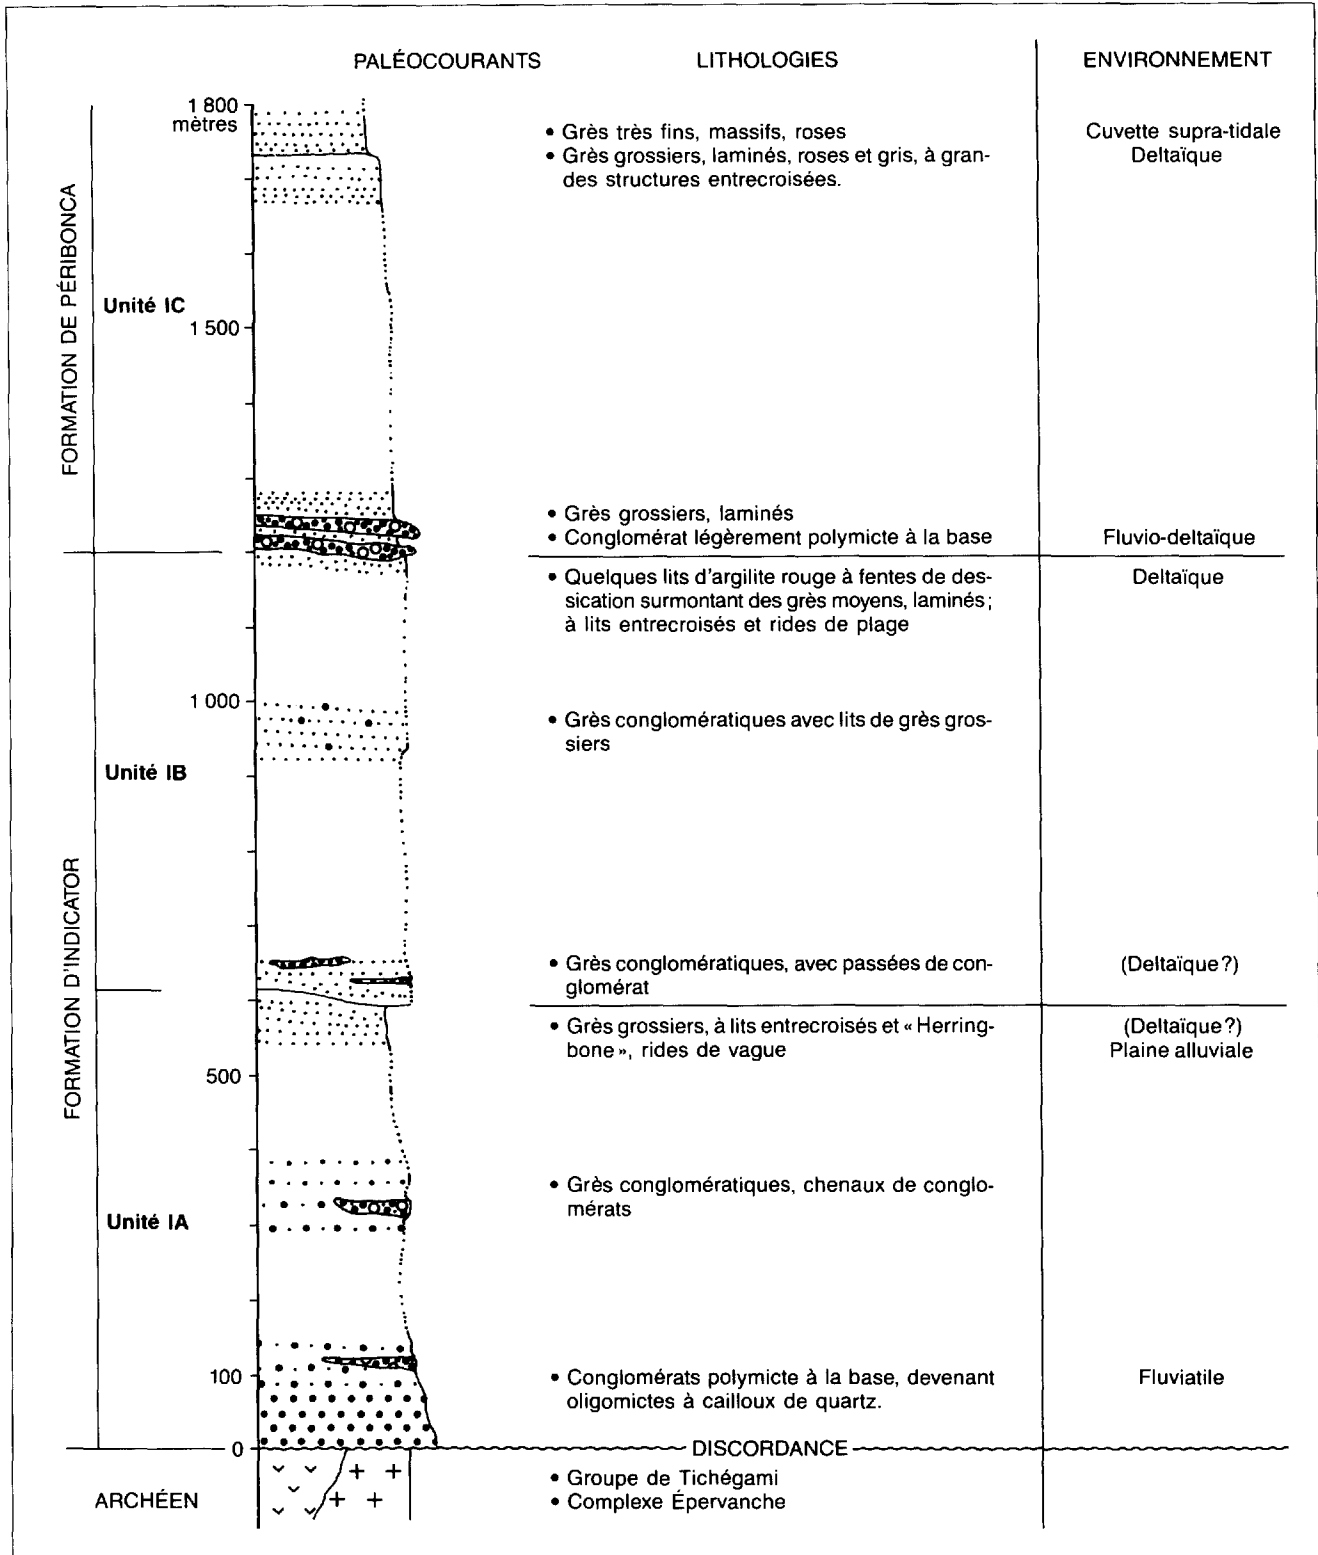 PALÉOCOURANTS
LITHOLOGIES
ENVIRONNEMENT
1 800
mètres
• Grès très fins, massifs, roses
• Grès grossiers, laminés, roses et gris, à gran-
des structures entrecroisées.
Cuvette supra-tidale
Deltaïque
FORMATION DE PÉRIBONCA
Unité IC
1 500
• Grès grossiers, laminés
• Conglomérat légèrement polymicte à la base
Fluvio-deltaïque
• Quelques lits d'argilite rouge à fentes de des-
sication surmontant des grès moyens, laminés;
à lits entrecroisés et rides de plage
Deltaïque
1 000
• Grès conglomératiques avec lits de grès gros-
siers
Unité IB
FORMATION D'INDICATOR
• Grès conglomératiques, avec passées de con-
glomérat
(Deltaïque?)
• Grès grossiers, à lits entrecroisés et « Herring-
bone », rides de vague
(Deltaïque?)
Plaine alluviale
500
• Grès conglomératiques, chenaux de conglo-
mérats
Unité IA
100
• Conglomérats polymicte à la base, devenant
oligomictes à cailloux de quartz.
Fluviatile
0
DISCORDANCE
ARCHÉEN
• Groupe de Tichégami
• Complexe Épervanche